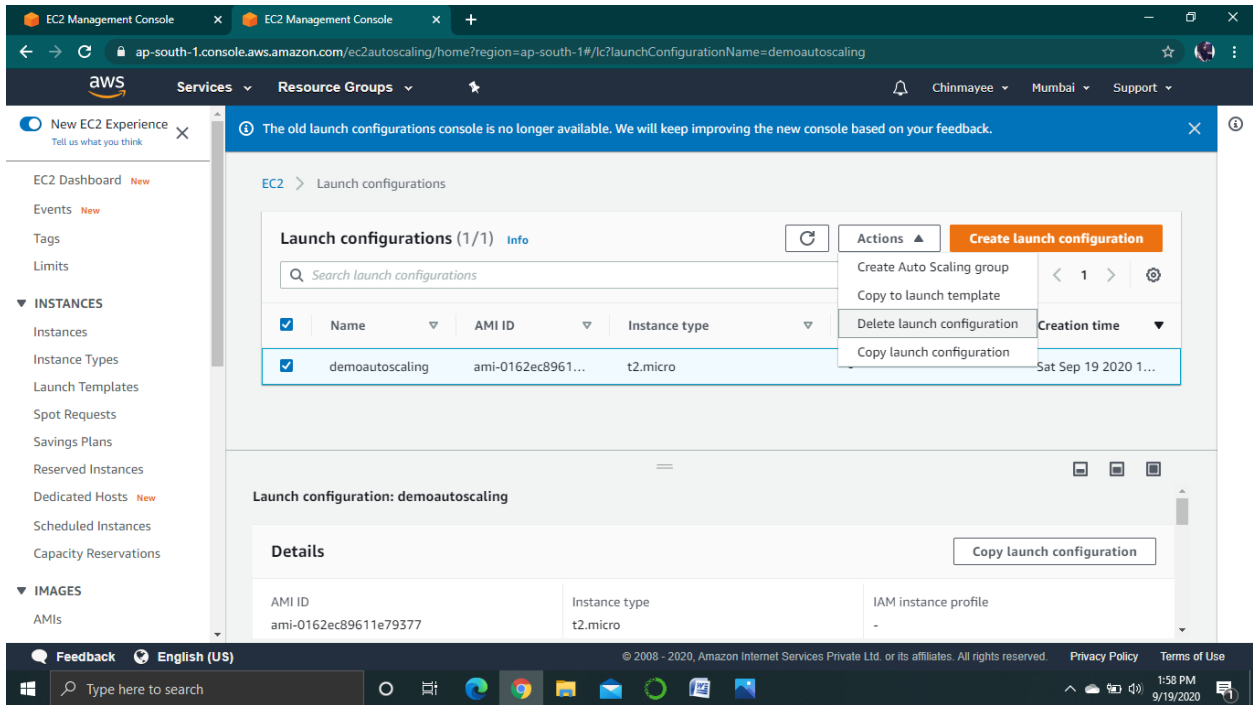 EC2 Management Console
EC2 Management Console
ap-south-1.console.aws.amazon.com/ec2autoscaling/home?region=ap-south-1#/lc?launchConfigurationName=demoautoscaling
aws Services Resource Groups Chinmayee Mumbai Support
New EC2 Experience
Tell us what you think
EC2 Dashboard New
Events New
Tags
Limits
INSTANCES
Instances
Instance Types
Launch Templates
Spot Requests
Savings Plans
Reserved Instances
Dedicated Hosts New
Scheduled Instances
Capacity Reservations
IMAGES
AMIs
The old launch configurations console is no longer available. We will keep improving the new console based on your feedback.
EC2 > Launch configurations
Launch configurations (1/1) Info
Actions
Create launch configuration
Search launch configurations
1
Create Auto Scaling group
Copy to launch template
Delete launch configuration
Copy launch configuration
Name AMI ID Instance type Creation time
demoautoscaling ami-0162ec8961... t2.micro - Sat Sep 19 2020 1...
Launch configuration: demoautoscaling
Details
Copy launch configuration
AMI ID Instance type IAM instance profile
ami-0162ec89611e79377 t2.micro -
Feedback English (US) © 2008 - 2020, Amazon Internet Services Private Ltd. or its affiliates. All rights reserved. Privacy Policy Terms of Use
Type here to search
1:58 PM
9/19/2020
1